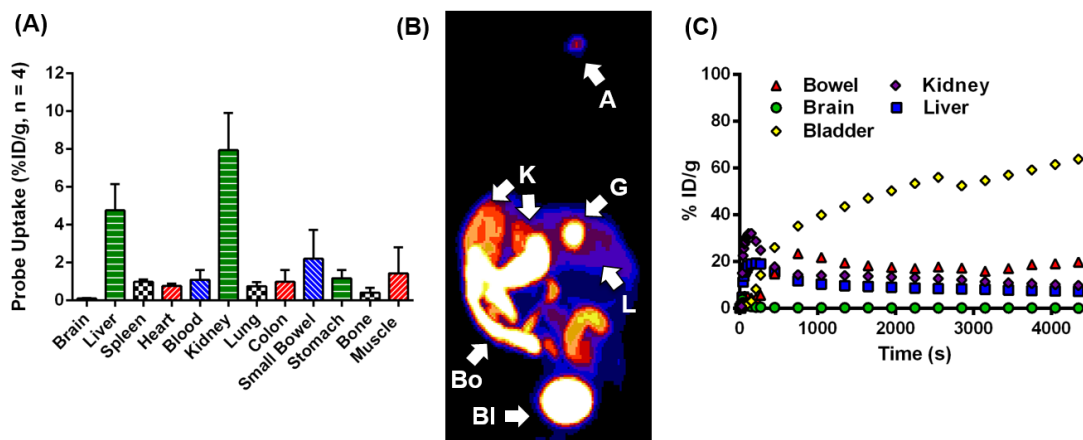 (A)
Probe Uptake (%ID/g, n = 4)
12
10
8
6
4
2
0
Brain
Liver
Spleen
Heart
Blood
Kidney
Lung
Colon
Small Bowel
Stomach
Bone
Muscle
(B)
A
K
G
L
Bo
Bl
(C)
% ID/g
100
80
60
40
20
0
Bowel
Brain
Bladder
Kidney
Liver
0
1000
2000
3000
4000
Time (s)